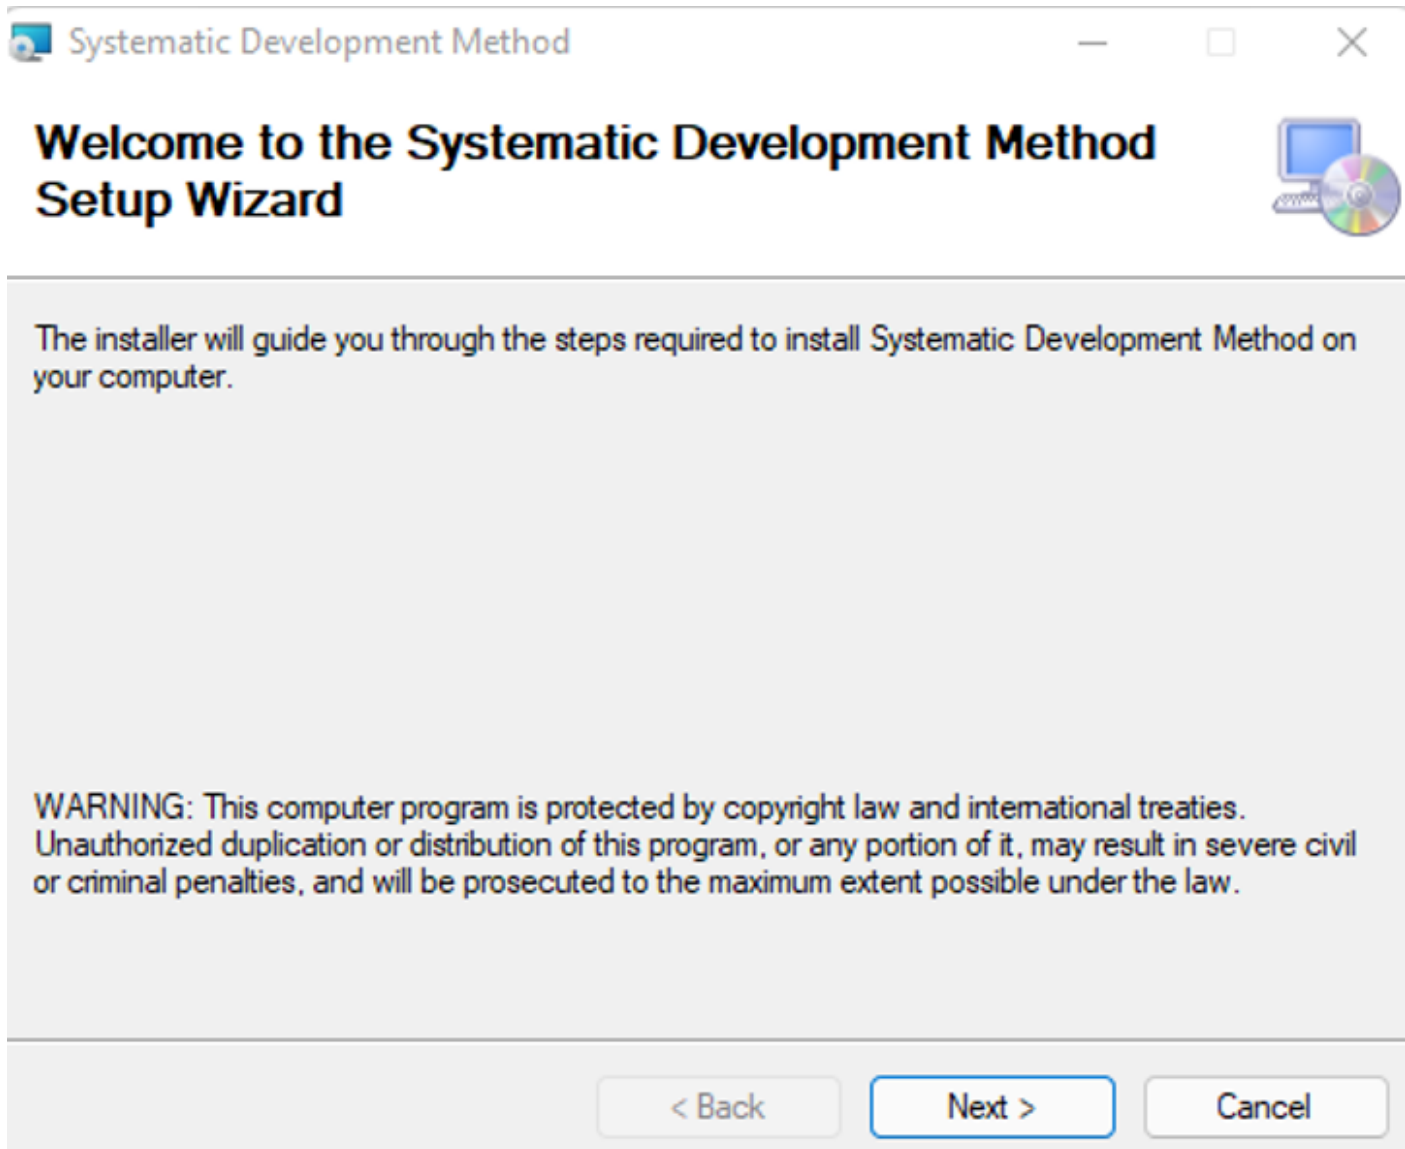 Systematic Development Method
Welcome to the Systematic Development Method
Setup Wizard
The installer will guide you through the steps required to install Systematic Development Method on
your computer.
WARNING: This computer program is protected by copyright law and international treaties.
Unauthorized duplication or distribution of this program, or any portion of it, may result in severe civil
or criminal penalties, and will be prosecuted to the maximum extent possible under the law.
< Back
Next >
Cancel